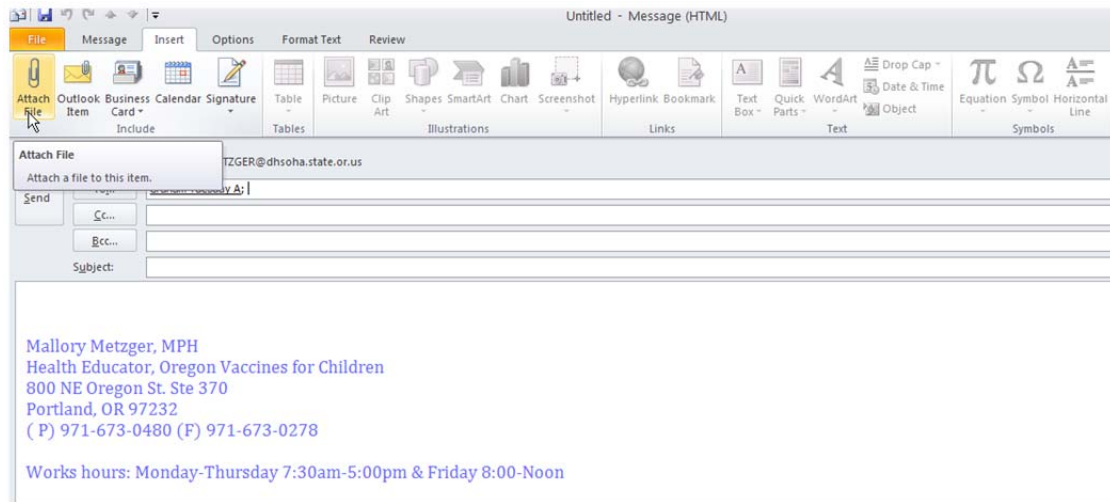 Untitled - Message (HTML)
File Message Insert Options Format Text Review
Attach File
Outlook Item
Business Card
Calendar
Signature
Table
Picture
Clip Art
Shapes
SmartArt
Chart
Screenshot
Hyperlink
Bookmark
Text Box
Quick Parts
WordArt
Drop Cap
Date & Time
Object
Equation
Symbol
Horizontal Line
Include Tables Illustrations Links Text Symbols
Attach File
Attach a file to this item.
TZGER@dhsoha.state.or.us
A;
Send
Cc...
Bcc...
Subject:
Mallory Metzger, MPH
Health Educator, Oregon Vaccines for Children
800 NE Oregon St. Ste 370
Portland, OR 97232
( P) 971-673-0480 (F) 971-673-0278
Works hours: Monday-Thursday 7:30am-5:00pm & Friday 8:00-Noon